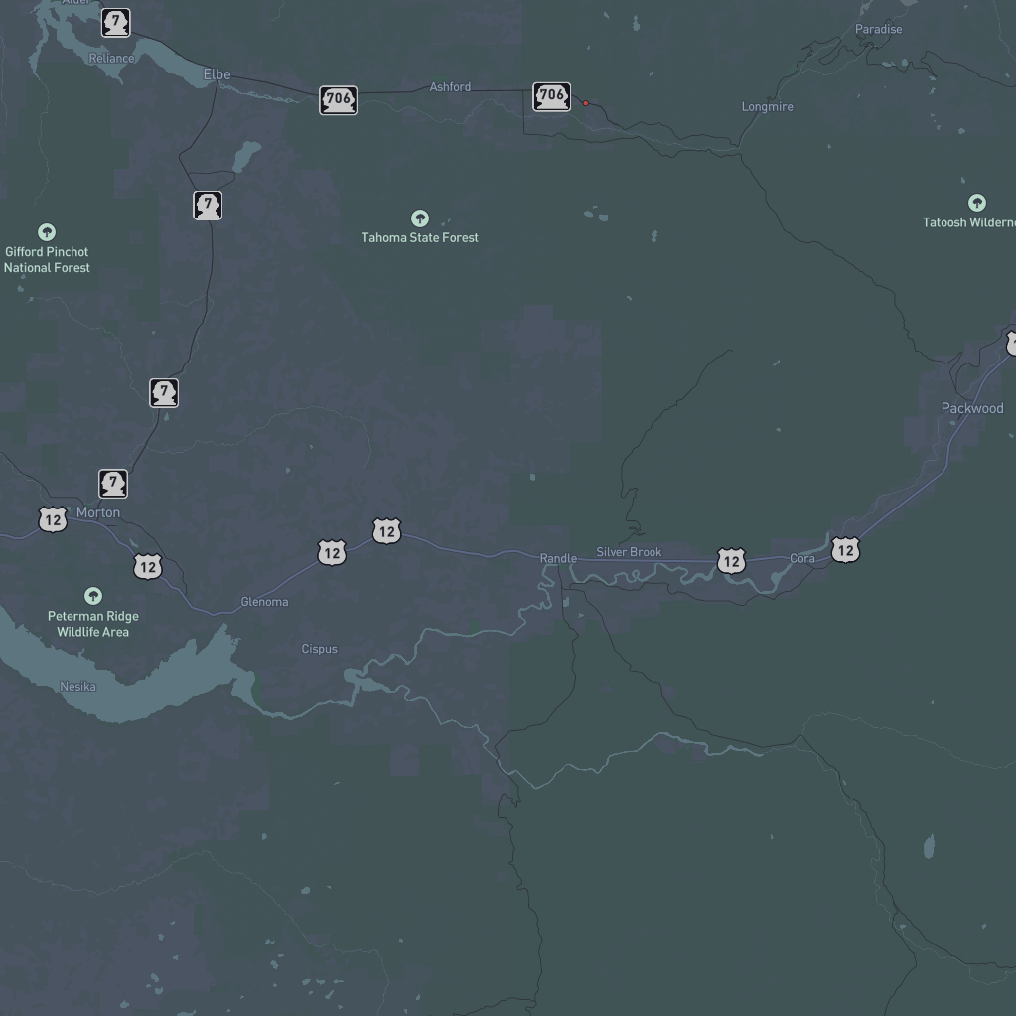 Alder
7
Paradise
Reliance
Elbe
Ashford
706
706
Longmire
7
Tahoma State Forest
Tatoosh Wilderne
Gifford Pinchot
National Forest
7
Packwood
7
12
Morton
12
12
12
Randle
Silver Brook
12
Cora
12
Peterman Ridge
Wildlife Area
Glenoma
Cispus
Nesika